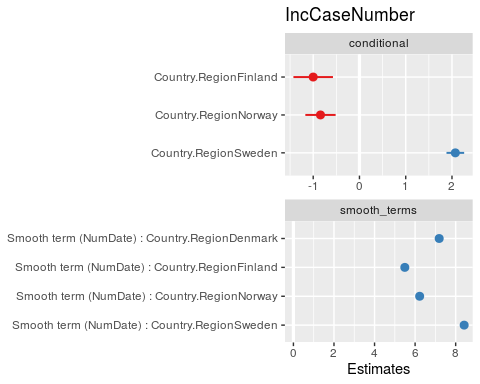 IncCaseNumber
conditional
Country.RegionFinland
Country.RegionNorway
Country.RegionSweden
-1 0 1 2
smooth_terms
Smooth term (NumDate) : Country.RegionDenmark
Smooth term (NumDate) : Country.RegionFinland
Smooth term (NumDate) : Country.RegionNorway
Smooth term (NumDate) : Country.RegionSweden
0 2 4 6 8
Estimates